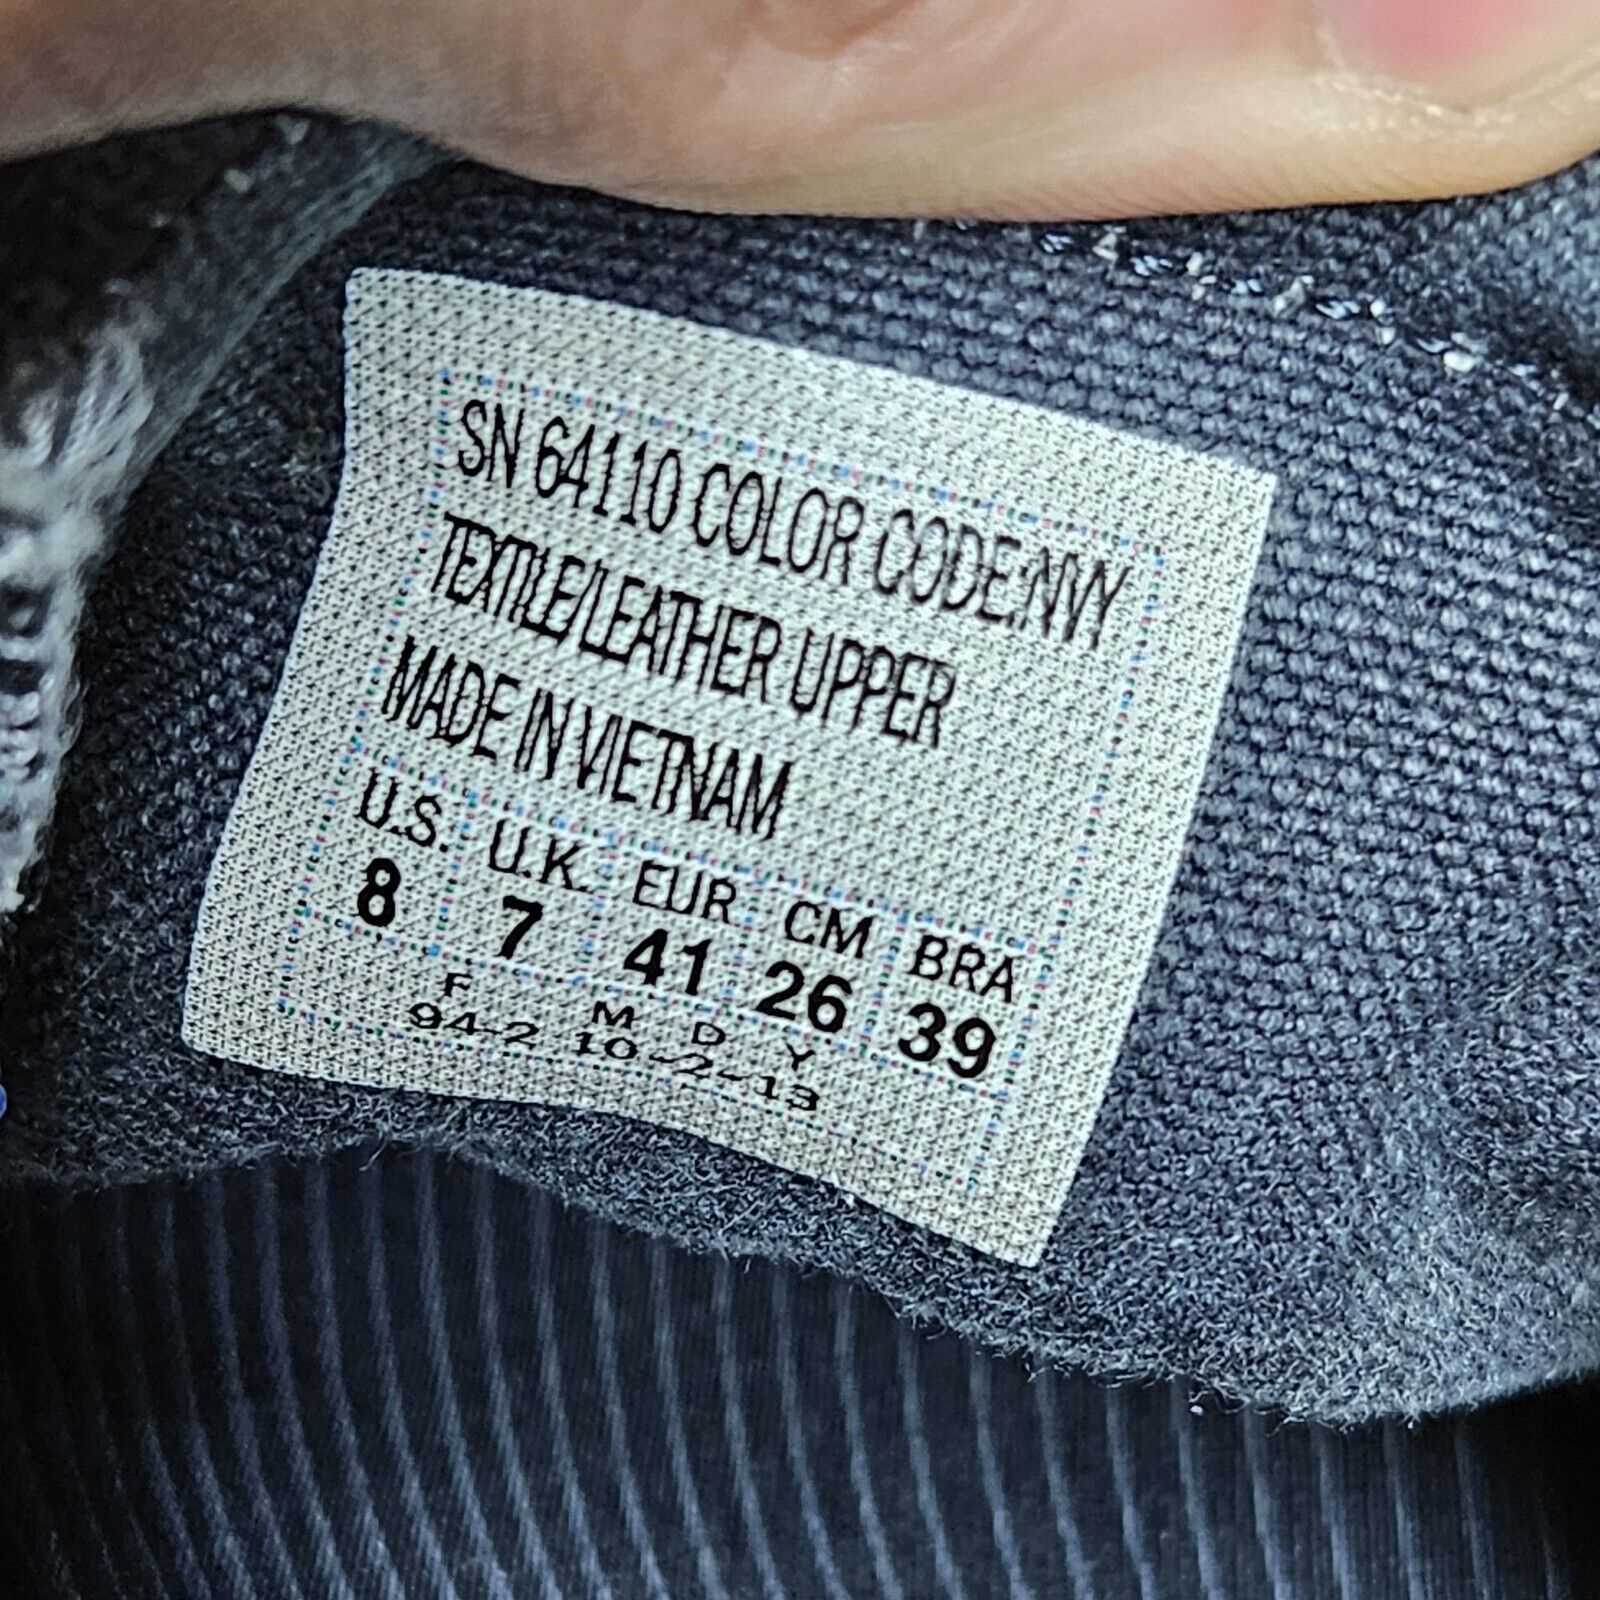 SN 64110 COLOR CODE:NVY
TEXTILE/LEATHER UPPER
MADE IN VIETNAM
U.S. U.K. EUR CM BRA
8 7 41 26 39
F M D Y
94-2 10-2-13